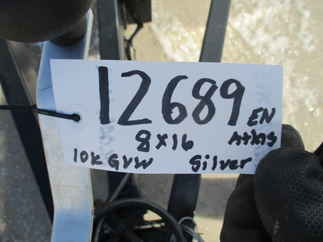 12689 EN
8x16 Atlas
10K GVW Silver